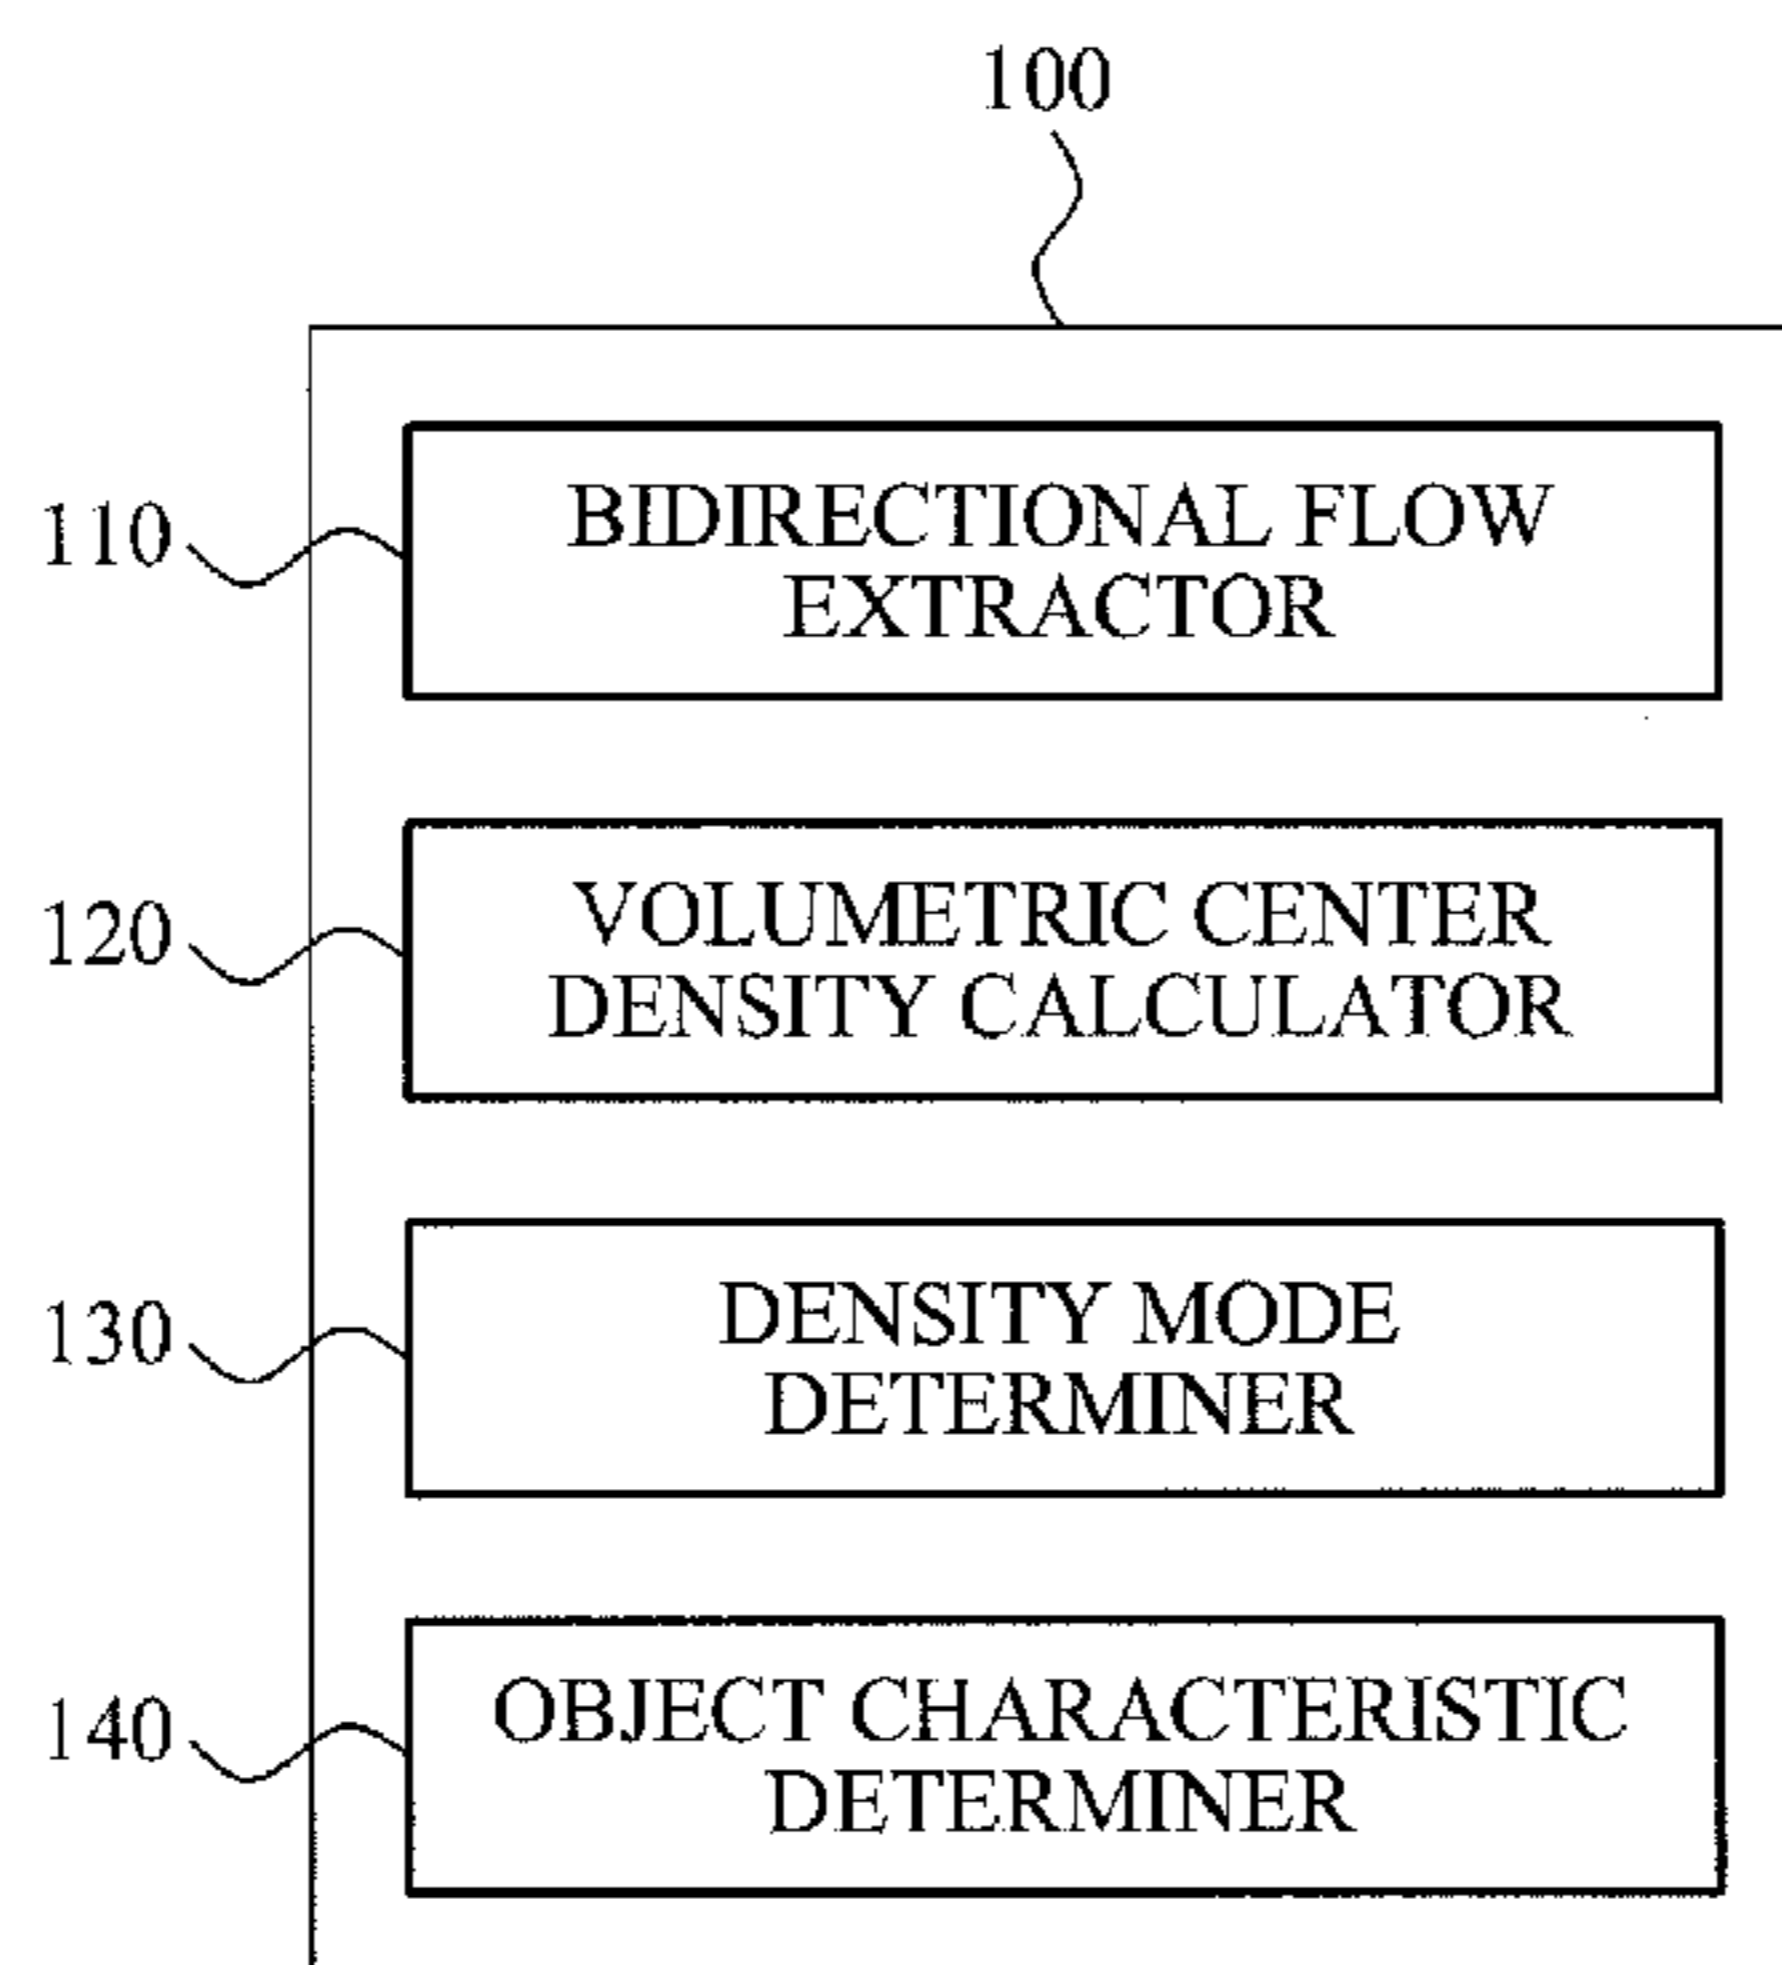 100
110
BIDIRECTIONAL FLOW
EXTRACTOR
120
VOLUMETRIC CENTER
DENSITY CALCULATOR
130
DENSITY MODE
DETERMINER
140
OBJECT CHARACTERISTIC
DETERMINER